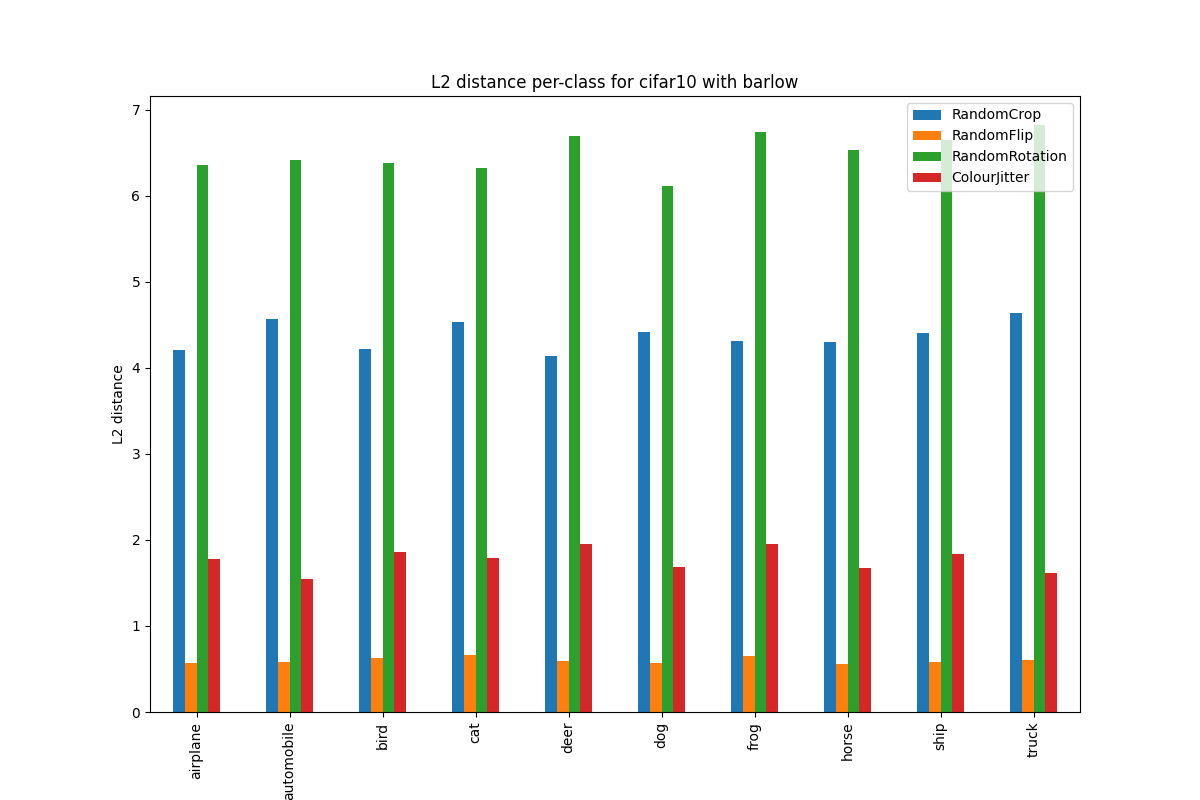 L2 distance per-class for cifar10 with barlow
RandomCrop
RandomFlip
RandomRotation
ColourJitter
L2 distance
7
6
5
4
3
2
1
0
airplane
automobile
bird
cat
deer
dog
frog
horse
ship
truck